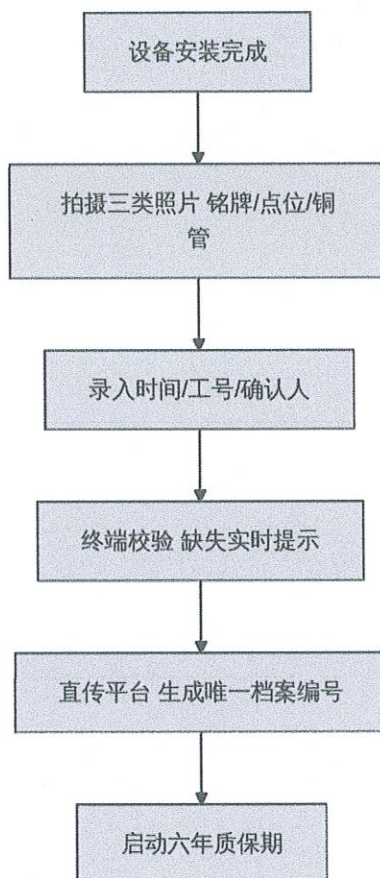 设备安装完成
拍摄三类照片 铭牌/点位/铜
管
录入时间/工号/确认人
终端校验 缺失实时提示
直传平台 生成唯一档案编号
启动六年质保期